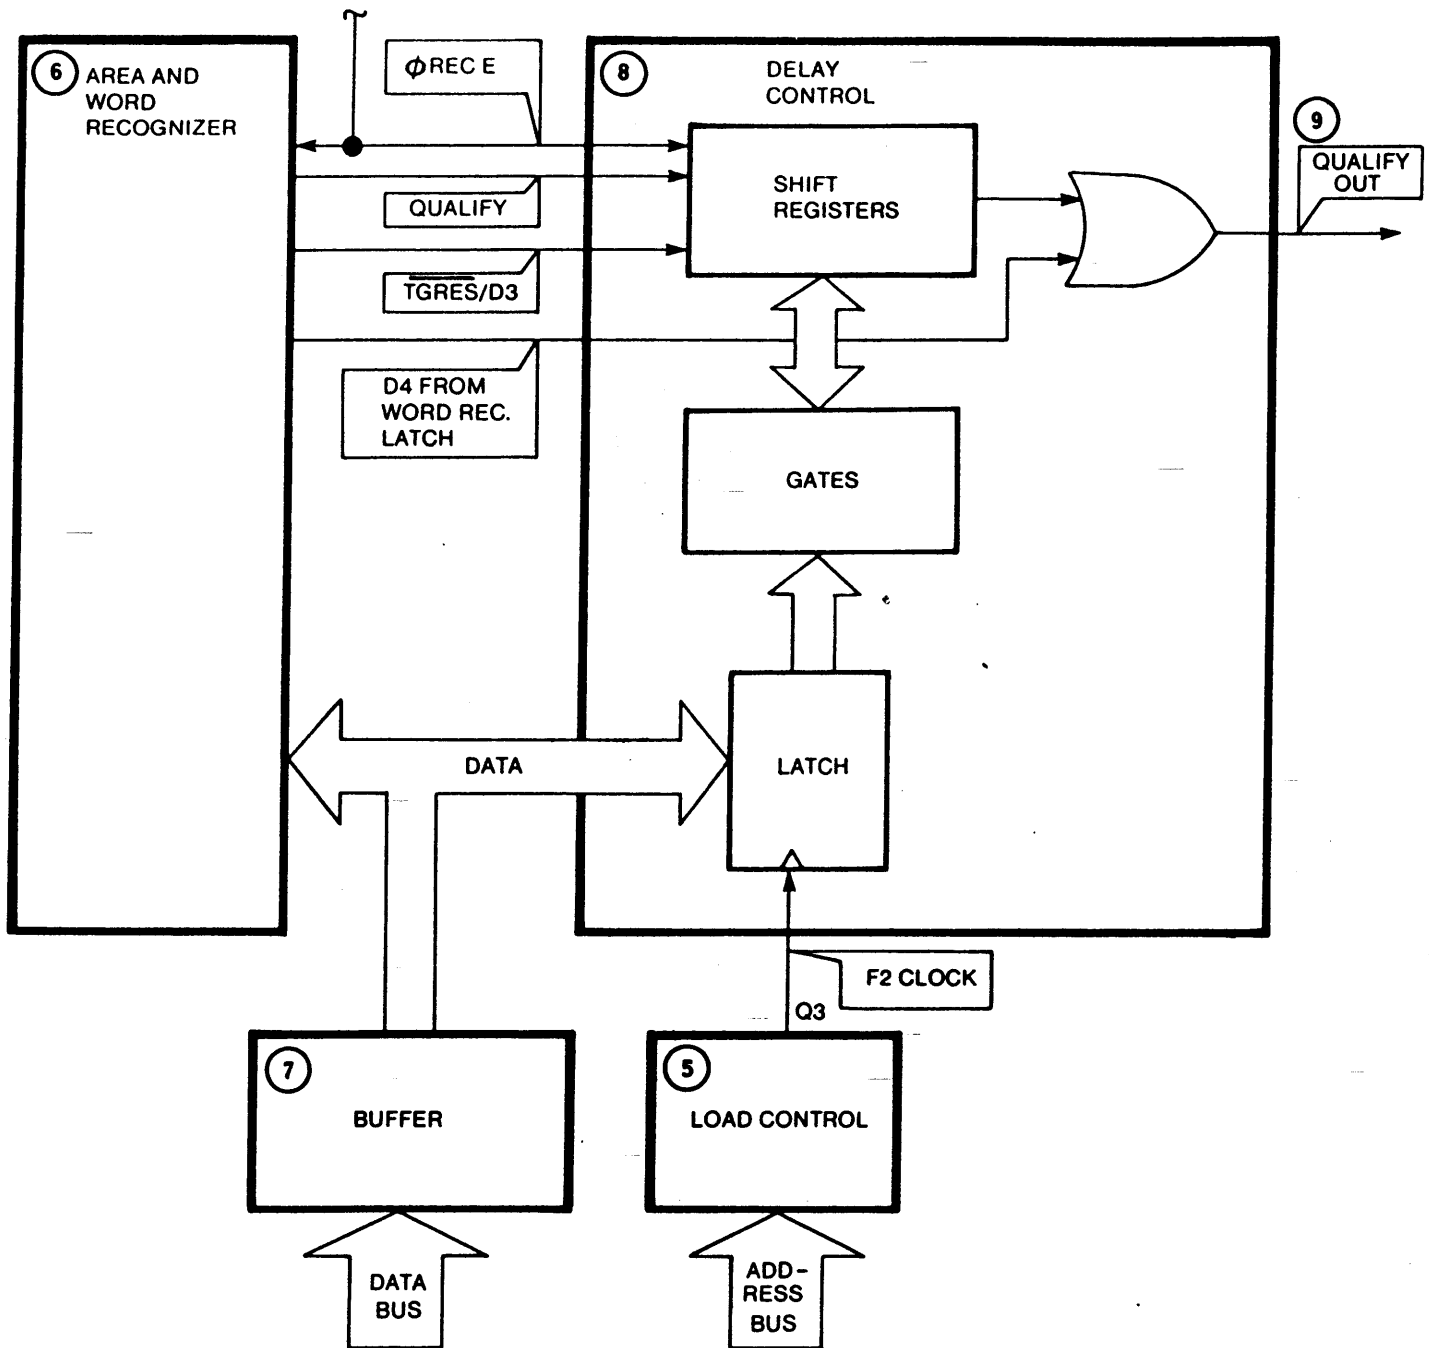 6
AREA AND
WORD
RECOGNIZER
ϕ REC E
QUALIFY
TGRES/D3
D4 FROM
WORD REC.
LATCH
8
DELAY
CONTROL
SHIFT
REGISTERS
9
QUALIFY
OUT
GATES
DATA
LATCH
F2 CLOCK
Q3
7
BUFFER
5
LOAD CONTROL
DATA
BUS
ADD-
RESS
BUS